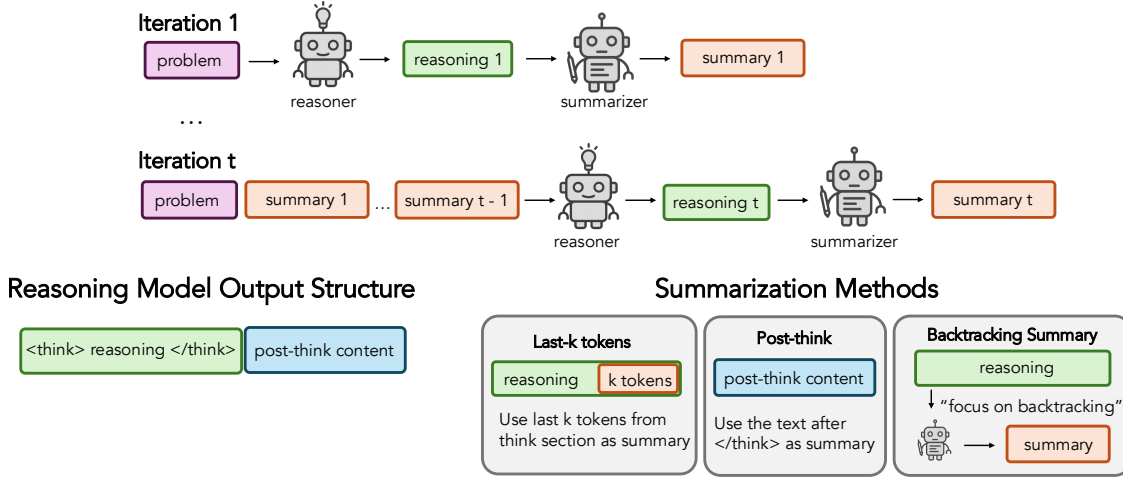 Iteration 1
problem
reasoning 1
summary 1
reasoner
summarizer
...
Iteration t
problem
summary 1
...
summary t - 1
reasoning t
summary t
reasoner
summarizer
Reasoning Model Output Structure
<think> reasoning </think>
post-think content
Summarization Methods
Last-k tokens
reasoning
k tokens
Use last k tokens from
think section as summary
Post-think
post-think content
Use the text after
</think> as summary
Backtracking Summary
reasoning
“focus on backtracking”
summary